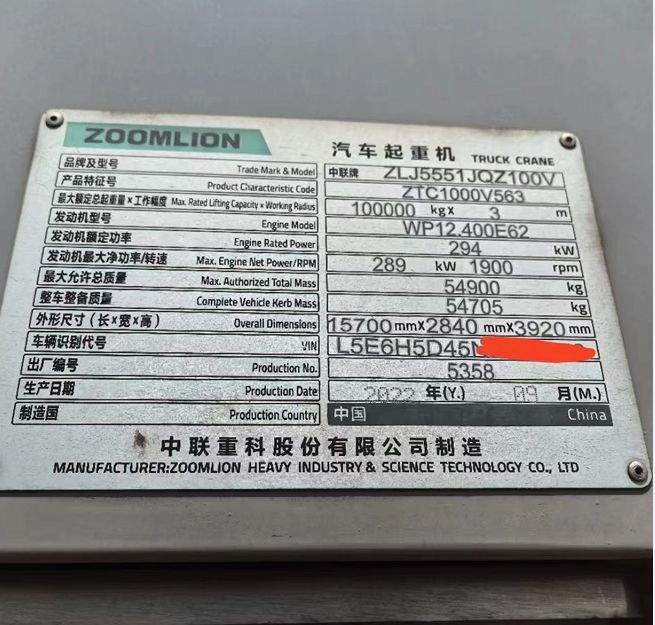 ZOOMLION
汽车起重机 TRUCK CRANE
品牌及型号 Trade Mark & Model 中联牌 ZLJ5551JQZ100V
产品特征号 Product Characteristic Code ZTC1000V563
最大额定总起重量×工作幅度 Max. Rated Lifting Capacity × Working Radius 100000 kg× 3 m
发动机型号 Engine Model WP12.400E62
发动机额定功率 Engine Rated Power 294 kW
发动机最大净功率/转速 Max. Engine Net Power/RPM 289 kW 1900 rpm
最大允许总质量 Max. Authorized Total Mass 54900 kg
整车整备质量 Complete Vehicle Kerb Mass 54705 kg
外形尺寸(长×宽×高) Overall Dimensions 15700mm×2840 mm×3920 mm
车辆识别代号 VIN L5E6H5D45
出厂编号 Production No. 5358
生产日期 Production Date 2022 年(Y.) 09 月(M.)
制造国 Production Country 中国 China
中联重科股份有限公司制造
MANUFACTURER:ZOOMLION HEAVY INDUSTRY & SCIENCE TECHNOLOGY CO., LTD